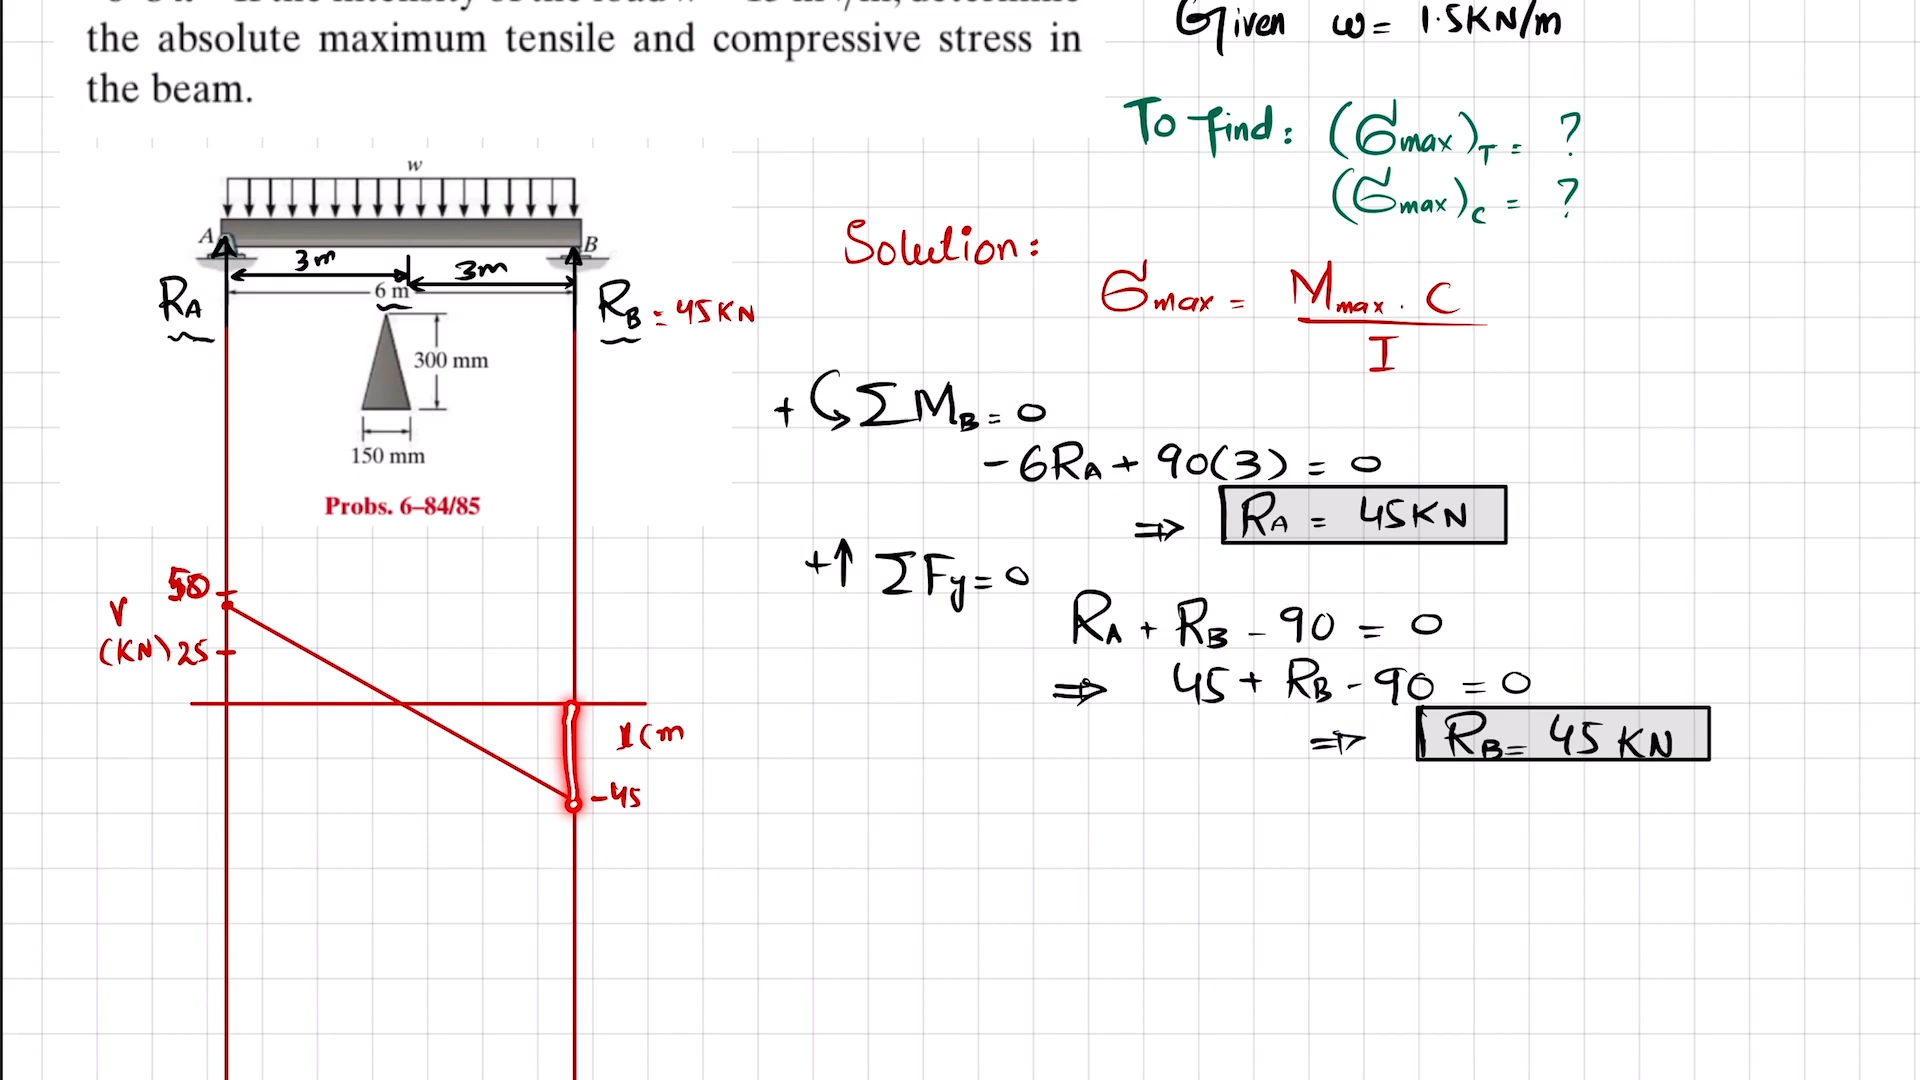 the absolute maximum tensile and compressive stress in
the beam.
Given w = 1.5KN/m
To find: (σmax)T = ?
(σmax)c = ?
w
A
B
3m
3m
6 m
RA
RB = 45KN
300 mm
150 mm
Probs. 6–84/85
Solution:
σmax = Mmax · C
I
+ ΣMB = 0
-6RA + 90(3) = 0
⇒ RA = 45KN
+↑ ΣFy = 0
RA + RB - 90 = 0
⇒ 45 + RB - 90 = 0
⇒ RB = 45 KN
50
V
(KN) 25
x(m
-45